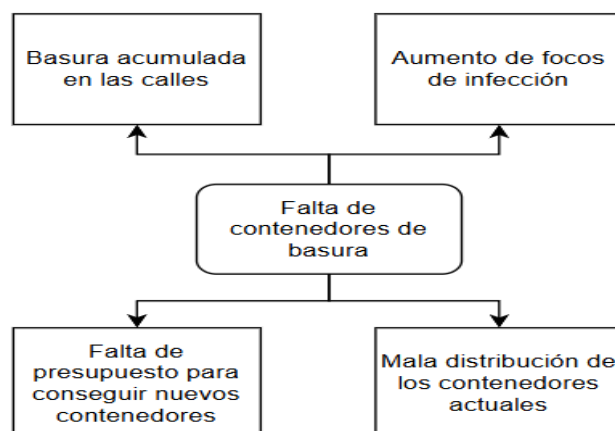 Basura acumulada
en las calles
Aumento de focos
de infección
Falta de
contenedores de
basura
Falta de
presupuesto para
conseguir nuevos
contenedores
Mala distribución de
los contenedores
actuales